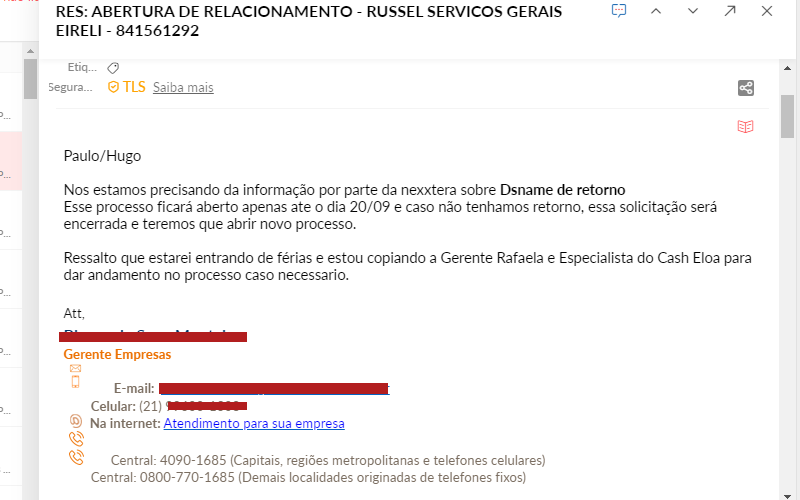 RES: ABERTURA DE RELACIONAMENTO - RUSSEL SERVICOS GERAIS
EIRELI - 841561292
Etiq...
Segura... TLS Saiba mais
Paulo/Hugo
Nos estamos precisando da informação por parte da nexxtera sobre Dsname de retorno
Esse processo ficará aberto apenas ate o dia 20/09 e caso não tenhamos retorno, essa solicitação será
encerrada e teremos que abrir novo processo.
Ressalto que estarei entrando de férias e estou copiando a Gerente Rafaela e Especialista do Cash Eloa para
dar andamento no processo caso necessario.
Att,
Gerente Empresas
E-mail:
Celular: (21)
Na internet: Atendimento para sua empresa
Central: 4090-1685 (Capitais, regiões metropolitanas e telefones celulares)
Central: 0800-770-1685 (Demais localidades originadas de telefones fixos)